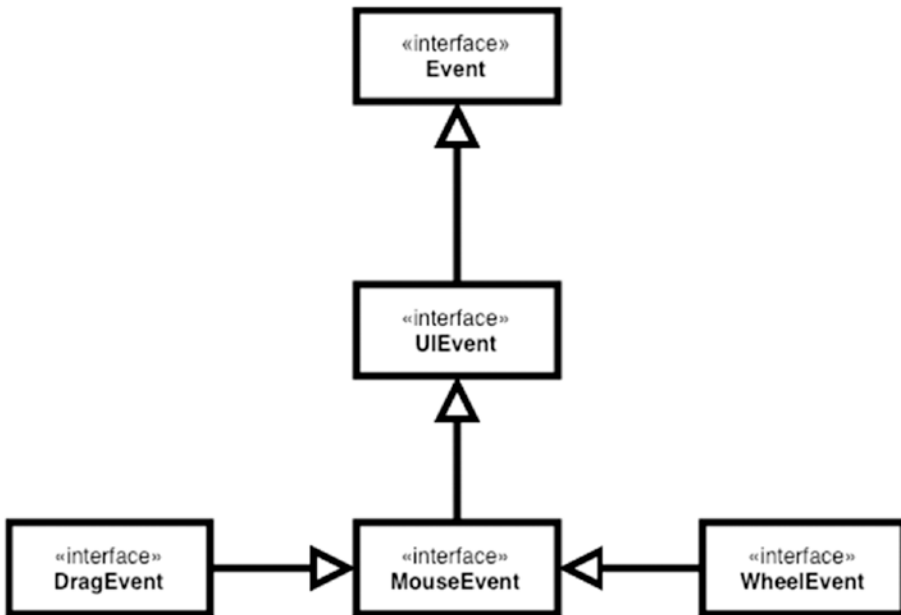 «interface»
Event
«interface»
UIEvent
«interface»
DragEvent
«interface»
MouseEvent
«interface»
WheelEvent